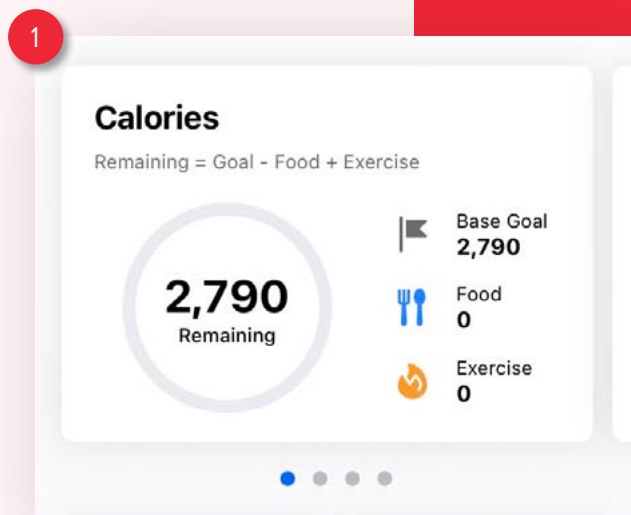 1
Calories
Remaining = Goal - Food + Exercise
2,790
Remaining
Base Goal
2,790
Food
0
Exercise
0